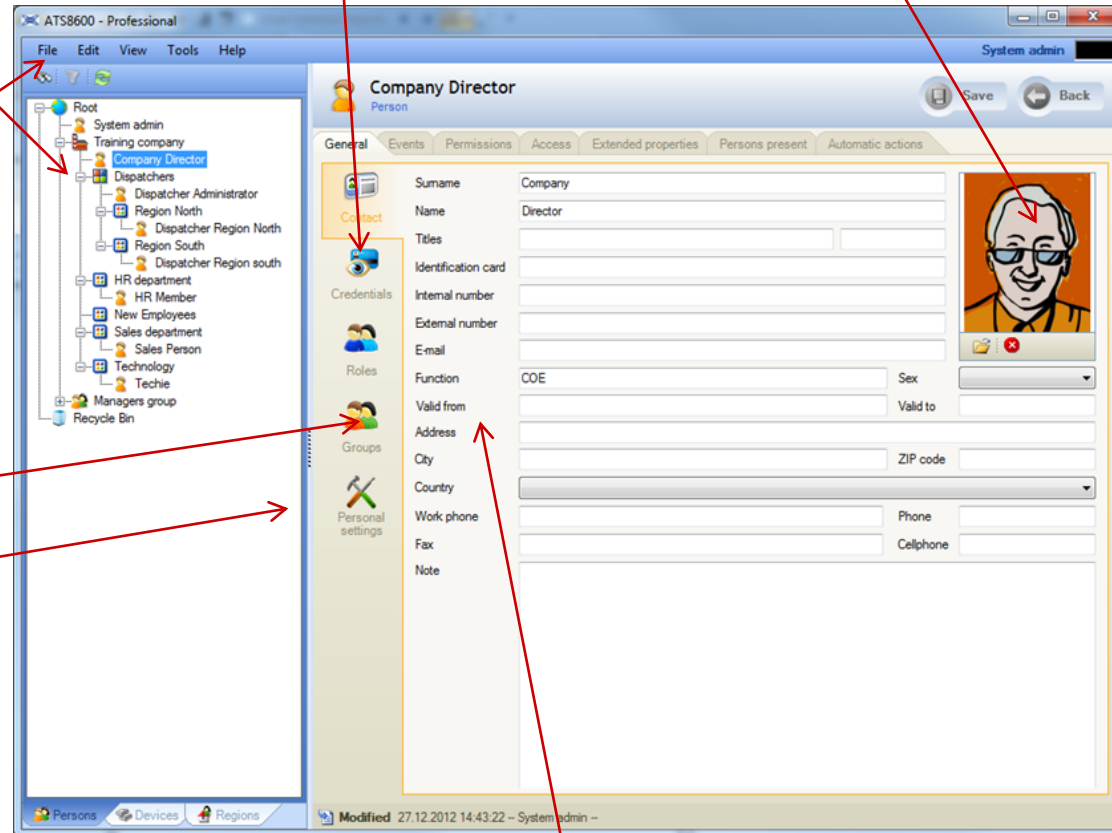 ATS8600 - Professional
File Edit View Tools Help
System admin
Root
System admin
Training company
Company Director
Dispatchers
Dispatcher Administrator
Region North
Dispatcher Region North
Region South
Dispatcher Region south
HR department
HR Member
New Employees
Sales department
Sales Person
Technology
Techie
Managers group
Recycle Bin
Persons Devices Regions
Company Director
Person
Save Back
General Events Permissions Access Extended properties Persons present Automatic actions
Contact
Credentials
Roles
Groups
Personal
settings
Surname Company
Name Director
Titles
Identification card
Internal number
External number
E-mail
Function COE Sex
Valid from Valid to
Address
City ZIP code
Country
Work phone Phone
Fax Cellphone
Note
Modified 27.12.2012 14:43:22 -- System admin --